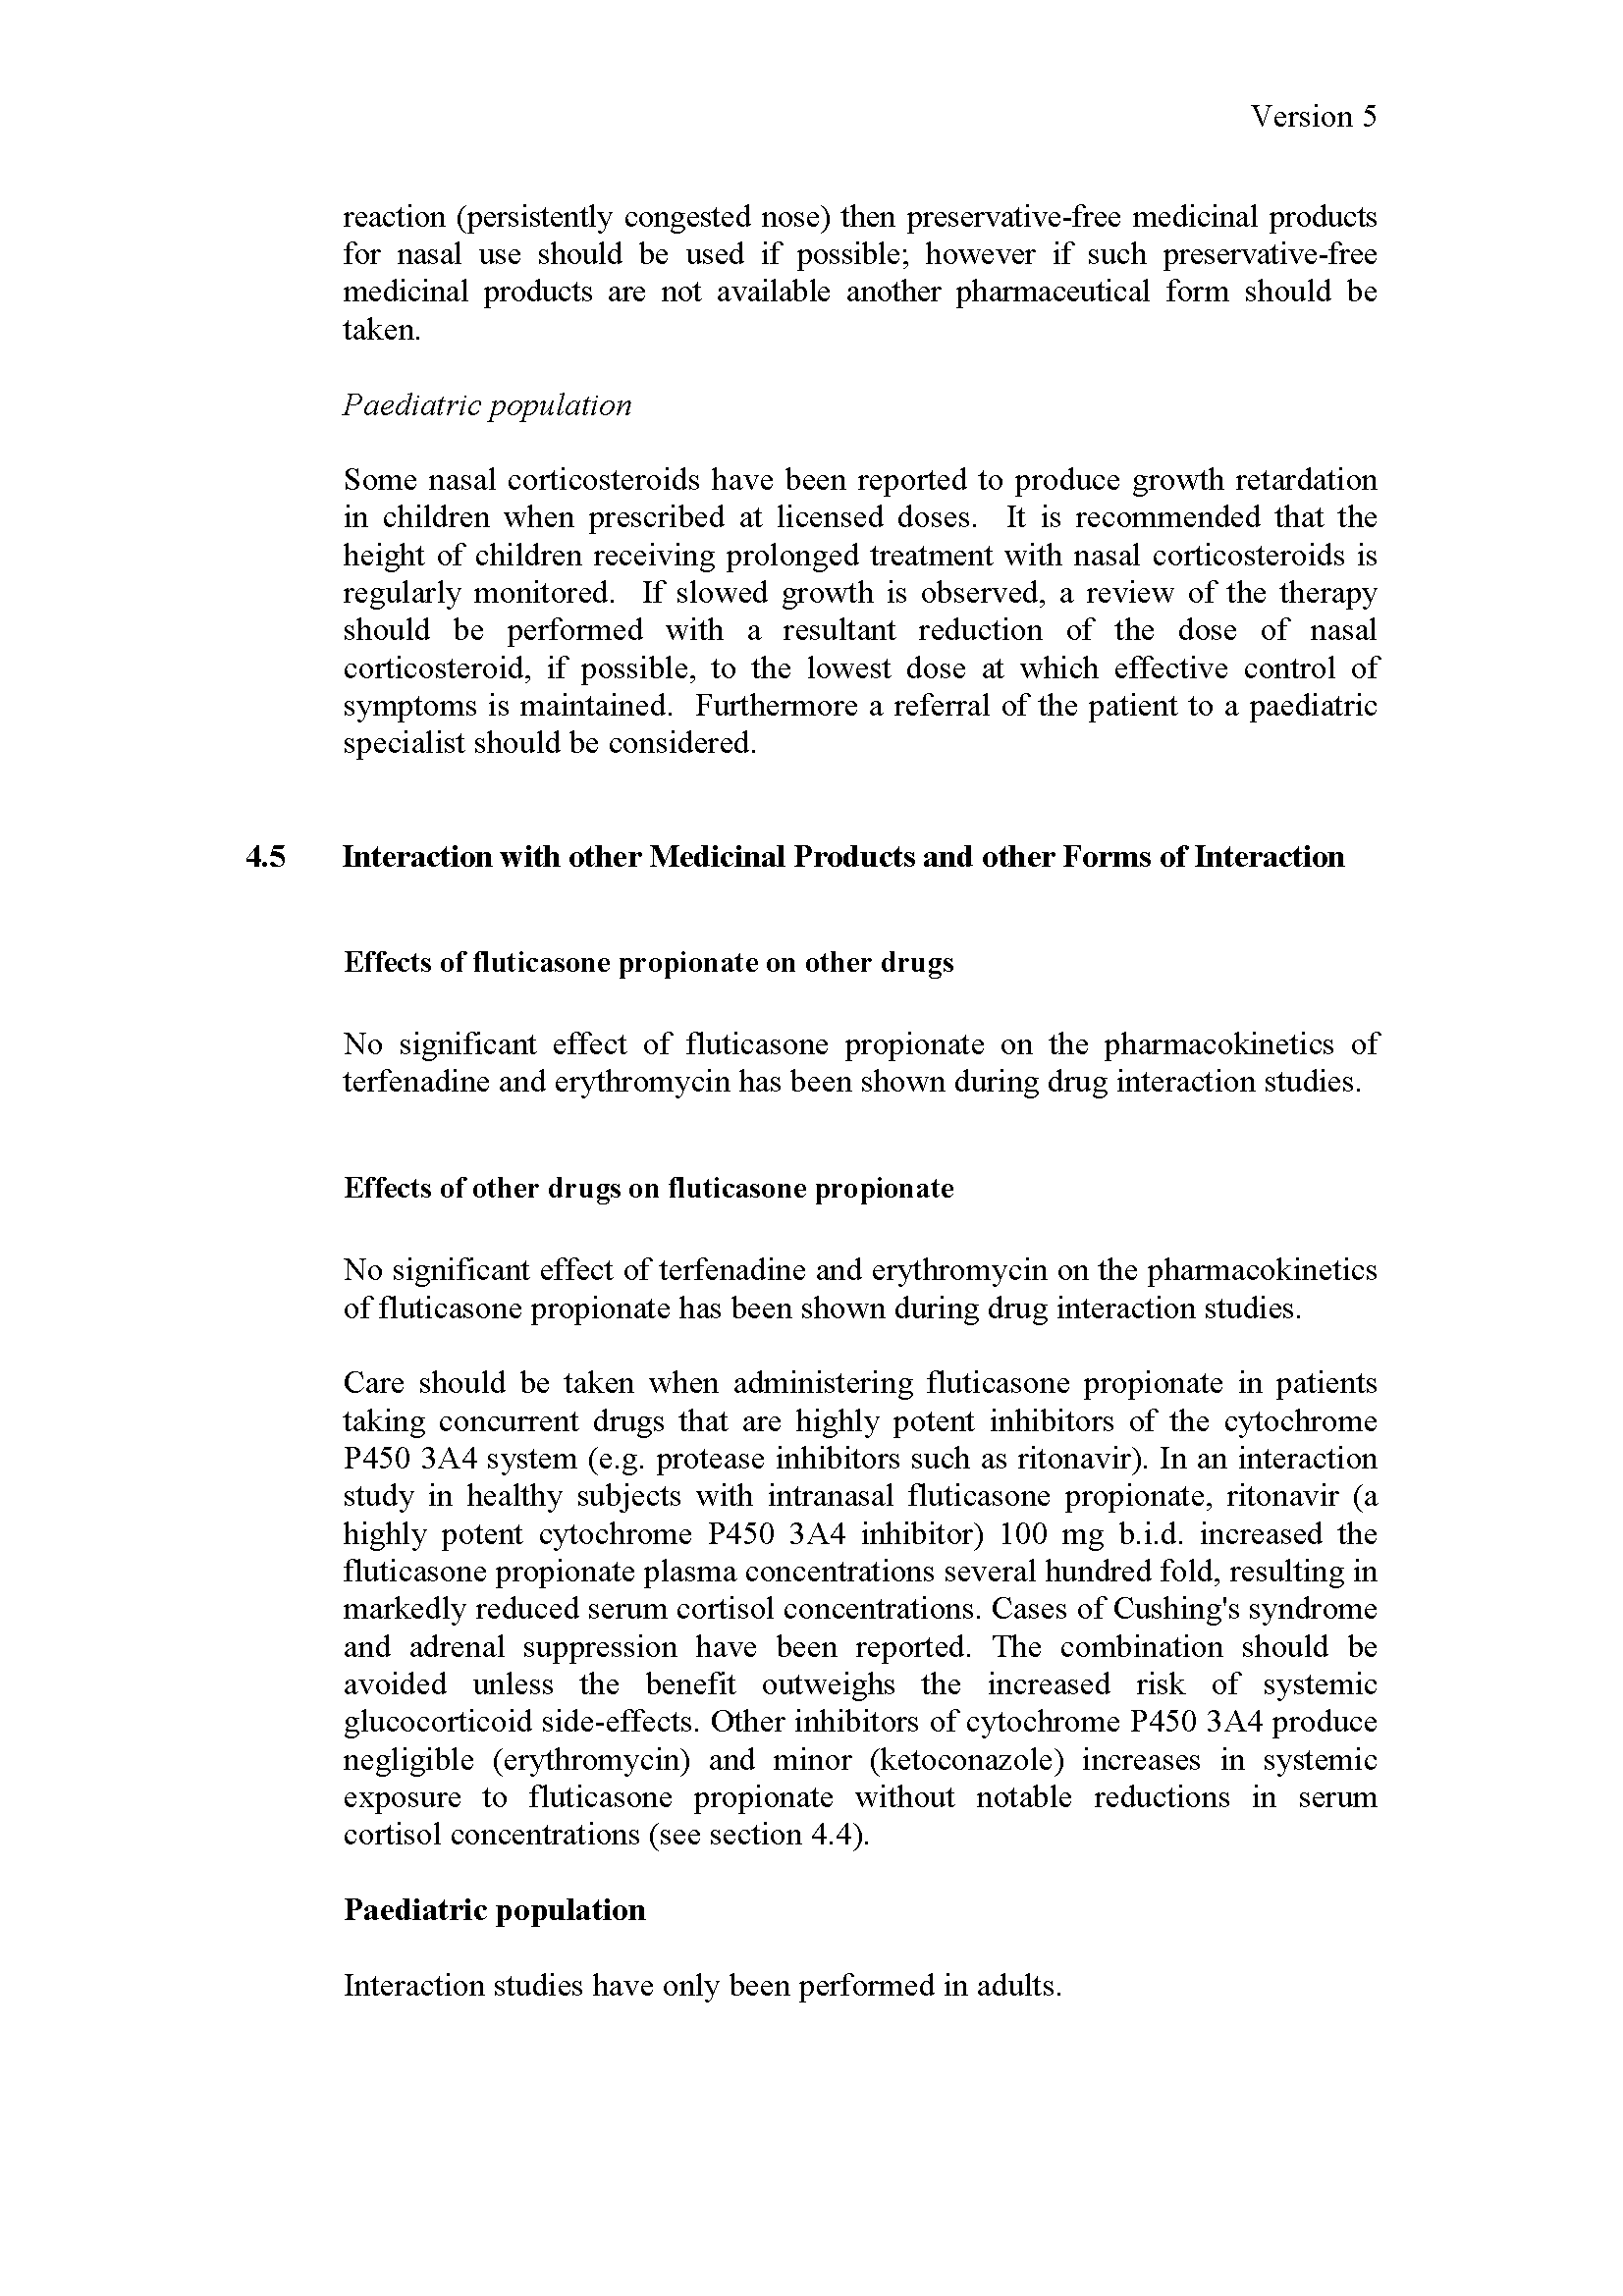 Version 5
reaction (persistently congested nose) then preservative-free medicinal products
for nasal use should be used if possible; however if such preservative-free
medicinal products are not available another pharmaceutical form should be
taken.
Paediatric population
Some nasal corticosteroids have been reported to produce growth retardation
in children when prescribed at licensed doses. It is recommended that the
height of children receiving prolonged treatment with nasal corticosteroids is
regularly monitored. If slowed growth is observed, a review of the therapy
should be performed with a resultant reduction of the dose of nasal
corticosteroid, if possible, to the lowest dose at which effective control of
symptoms is maintained. Furthermore a referral of the patient to a paediatric
specialist should be considered.
4.5 Interaction with other Medicinal Products and other Forms of Interaction
Effects of fluticasone propionate on other drugs
No significant effect of fluticasone propionate on the pharmacokinetics of
terfenadine and erythromycin has been shown during drug interaction studies.
Effects of other drugs on fluticasone propionate
No significant effect of terfenadine and erythromycin on the pharmacokinetics
of fluticasone propionate has been shown during drug interaction studies.
Care should be taken when administering fluticasone propionate in patients
taking concurrent drugs that are highly potent inhibitors of the cytochrome
P450 3A4 system (e.g. protease inhibitors such as ritonavir). In an interaction
study in healthy subjects with intranasal fluticasone propionate, ritonavir (a
highly potent cytochrome P450 3A4 inhibitor) 100 mg b.i.d. increased the
fluticasone propionate plasma concentrations several hundred fold, resulting in
markedly reduced serum cortisol concentrations. Cases of Cushing's syndrome
and adrenal suppression have been reported. The combination should be
avoided unless the benefit outweighs the increased risk of systemic
glucocorticoid side-effects. Other inhibitors of cytochrome P450 3A4 produce
negligible (erythromycin) and minor (ketoconazole) increases in systemic
exposure to fluticasone propionate without notable reductions in serum
cortisol concentrations (see section 4.4).
Paediatric population
Interaction studies have only been performed in adults.